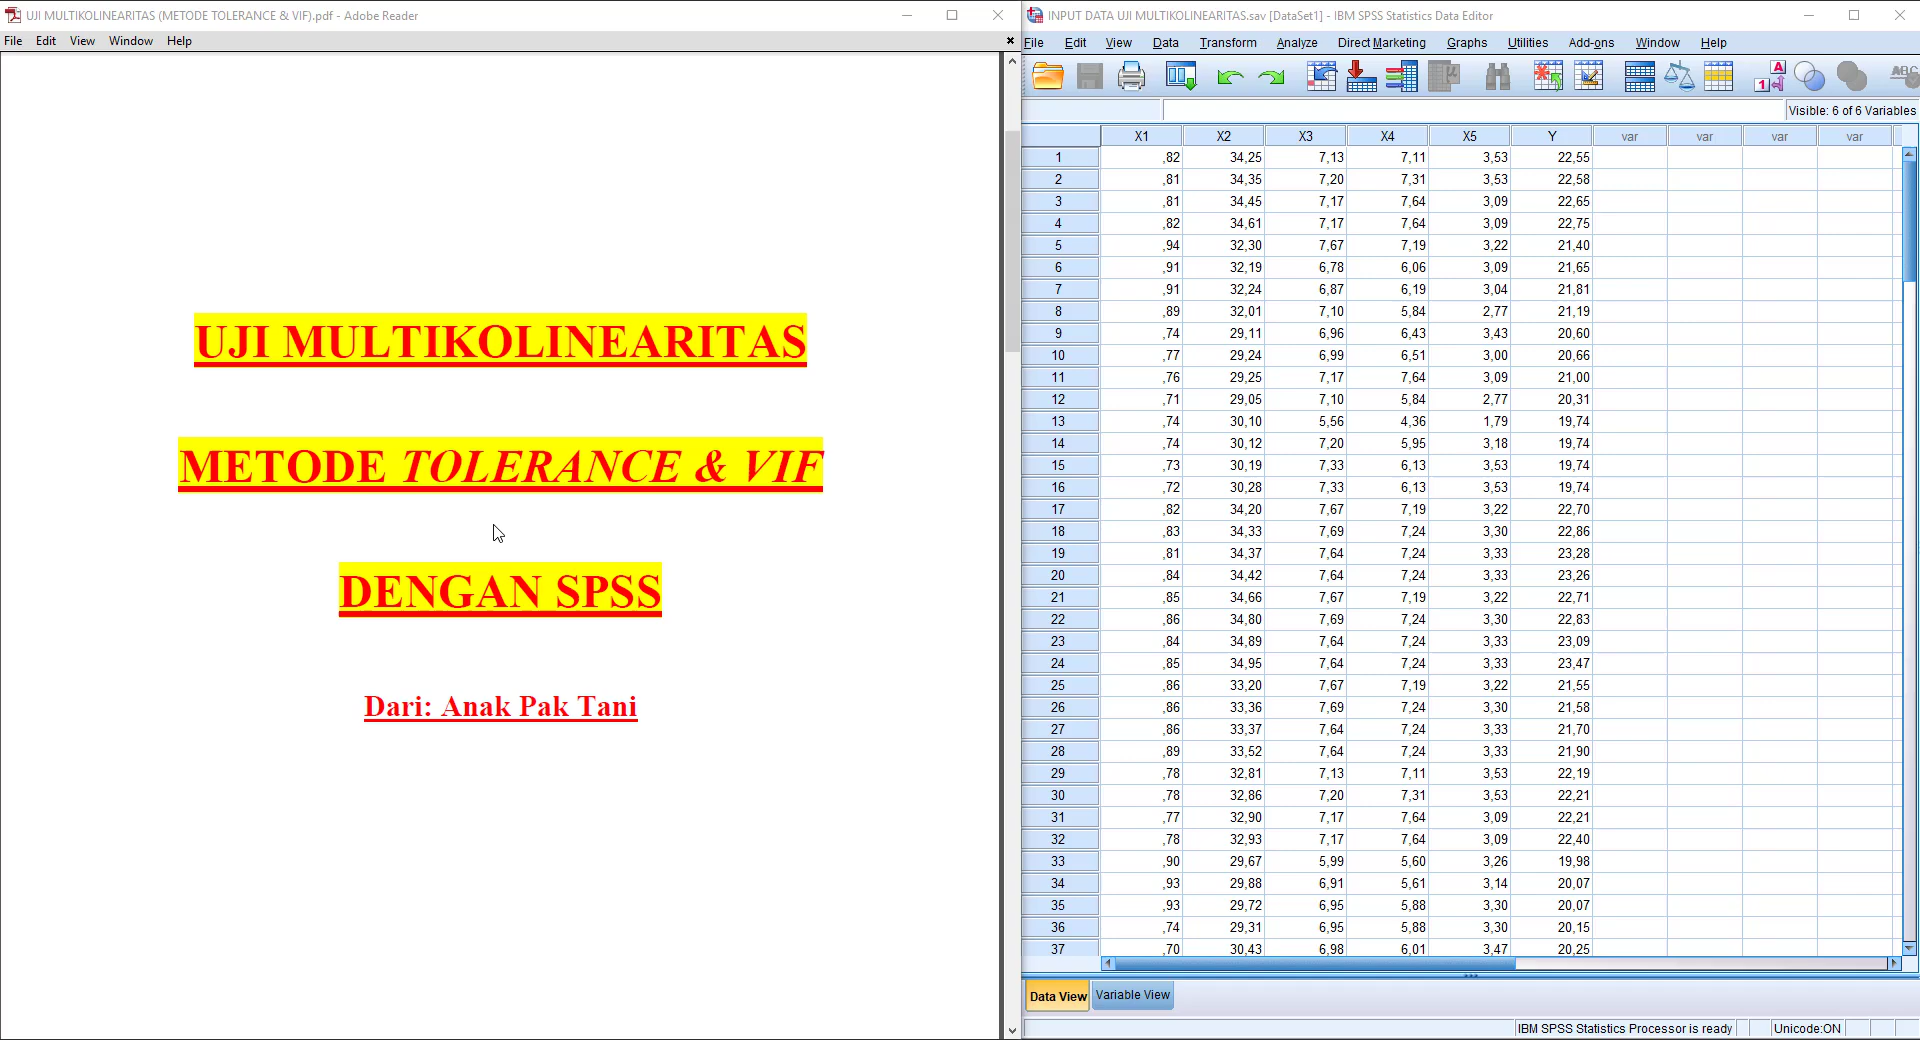 UJI MULTIKOLINEARITAS (METODE TOLERANCE & VIF).pdf - Adobe Reader
File Edit View Window Help
UJI MULTIKOLINEARITAS
METODE TOLERANCE & VIF
DENGAN SPSS
Dari: Anak Pak Tani
INPUT DATA UJI MULTIKOLINEARITAS.sav [DataSet1] - IBM SPSS Statistics Data Editor
File Edit View Data Transform Analyze Direct Marketing Graphs Utilities Add-ons Window Help
Visible: 6 of 6 Variables
X1 X2 X3 X4 X5 Y var var var var
1 ,82 34,25 7,13 7,11 3,53 22,55
2 ,81 34,35 7,20 7,31 3,53 22,58
3 ,81 34,45 7,17 7,64 3,09 22,65
4 ,82 34,61 7,17 7,64 3,09 22,75
5 ,94 32,30 7,67 7,19 3,22 21,40
6 ,91 32,19 6,78 6,06 3,09 21,65
7 ,91 32,24 6,87 6,19 3,04 21,81
8 ,89 32,01 7,10 5,84 2,77 21,19
9 ,74 29,11 6,96 6,43 3,43 20,60
10 ,77 29,24 6,99 6,51 3,00 20,66
11 ,76 29,25 7,17 7,64 3,09 21,00
12 ,71 29,05 7,10 5,84 2,77 20,31
13 ,74 30,10 5,56 4,36 1,79 19,74
14 ,74 30,12 7,20 5,95 3,18 19,74
15 ,73 30,19 7,33 6,13 3,53 19,74
16 ,72 30,28 7,33 6,13 3,53 19,74
17 ,82 34,20 7,67 7,19 3,22 22,70
18 ,83 34,33 7,69 7,24 3,30 22,86
19 ,81 34,37 7,64 7,24 3,33 23,28
20 ,84 34,42 7,64 7,24 3,33 23,26
21 ,85 34,66 7,67 7,19 3,22 22,71
22 ,86 34,80 7,69 7,24 3,30 22,83
23 ,84 34,89 7,64 7,24 3,33 23,09
24 ,85 34,95 7,64 7,24 3,33 23,47
25 ,86 33,20 7,67 7,19 3,22 21,55
26 ,86 33,36 7,69 7,24 3,30 21,58
27 ,86 33,37 7,64 7,24 3,33 21,70
28 ,89 33,52 7,64 7,24 3,33 21,90
29 ,78 32,81 7,13 7,11 3,53 22,19
30 ,78 32,86 7,20 7,31 3,53 22,21
31 ,77 32,90 7,17 7,64 3,09 22,21
32 ,78 32,93 7,17 7,64 3,09 22,40
33 ,90 29,67 5,99 5,60 3,26 19,98
34 ,93 29,88 6,91 5,61 3,14 20,07
35 ,93 29,72 6,95 5,88 3,30 20,07
36 ,74 29,31 6,95 5,88 3,30 20,15
37 ,70 30,43 6,98 6,01 3,47 20,25
Data View Variable View
IBM SPSS Statistics Processor is ready Unicode:ON